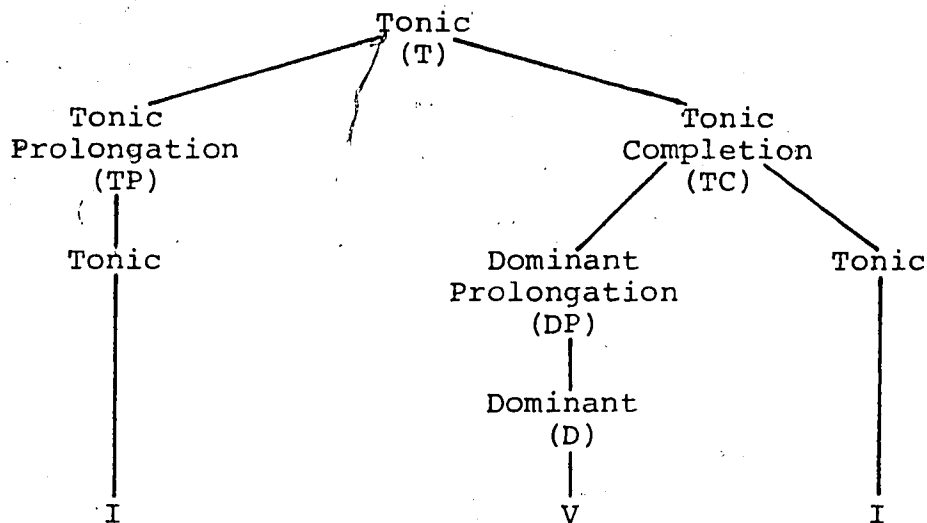 Tonic
(T)
Tonic
Prolongation
(TP)
Tonic
Completion
(TC)
Tonic
Dominant
Prolongation
(DP)
Tonic
Dominant
(D)
I
V
I